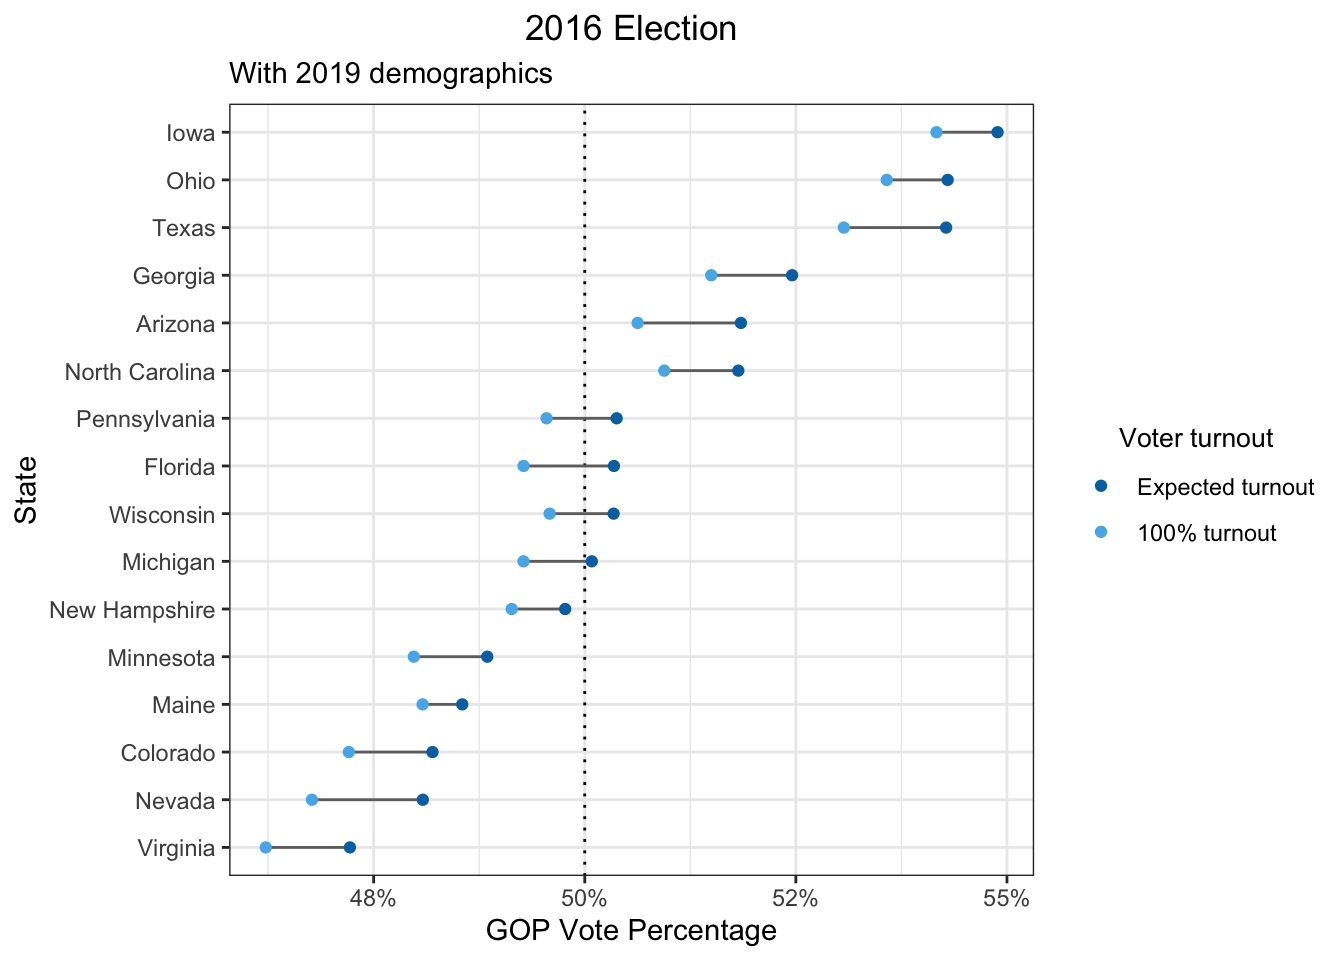 2016 Election
With 2019 demographics
Iowa
Ohio
Texas
Georgia
Arizona
North Carolina
Pennsylvania
Florida
Wisconsin
Michigan
New Hampshire
Minnesota
Maine
Colorado
Nevada
Virginia
State
48%
50%
52%
55%
GOP Vote Percentage
Voter turnout
Expected turnout
100% turnout